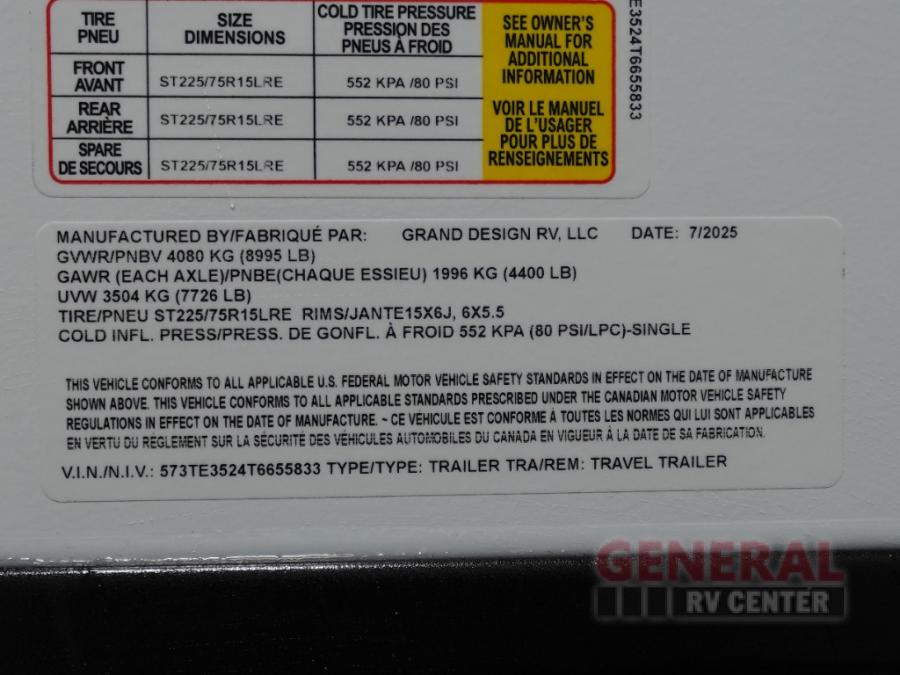 TIRE PNEU
SIZE DIMENSIONS
COLD TIRE PRESSURE
PRESSION DES
PNEUS À FROID
SEE OWNER'S
MANUAL FOR
ADDITIONAL
INFORMATION
FRONT AVANT ST225/75R15LRE 552 KPA /80 PSI
REAR ARRIÈRE ST225/75R15LRE 552 KPA /80 PSI
SPARE DE SECOURS ST225/75R15LRE 552 KPA /80 PSI
VOIR LE MANUEL
DE L'USAGER
POUR PLUS DE
RENSEIGNEMENTS
E3524T6655833
MANUFACTURED BY/FABRIQUÉ PAR: GRAND DESIGN RV, LLC DATE: 7/2025
GVWR/PNBV 4080 KG (8995 LB)
GAWR (EACH AXLE)/PNBE(CHAQUE ESSIEU) 1996 KG (4400 LB)
UVW 3504 KG (7726 LB)
TIRE/PNEU ST225/75R15LRE RIMS/JANTE15X6J, 6X5.5
COLD INFL. PRESS/PRESS. DE GONFL. À FROID 552 KPA (80 PSI/LPC)-SINGLE
THIS VEHICLE CONFORMS TO ALL APPLICABLE U.S. FEDERAL MOTOR VEHICLE SAFETY STANDARDS IN EFFECT ON THE DATE OF MANUFACTURE
SHOWN ABOVE. THIS VEHICLE CONFORMS TO ALL APPLICABLE STANDARDS PRESCRIBED UNDER THE CANADIAN MOTOR VEHICLE SAFETY
REGULATIONS IN EFFECT ON THE DATE OF MANUFACTURE. ~ CE VÉHICULE EST CONFORME À TOUTES LES NORMES QUI LUI SONT APPLICABLES
EN VERTU DU RÉGLEMENT SUR LA SÉCURITÉ DES VÉHICULES AUTOMOBILES DU CANADA EN VIGUEUR À LA DATE DE SA FABRICATION.
V.I.N./N.I.V.: 573TE3524T6655833 TYPE/TYPE: TRAILER TRA/REM: TRAVEL TRAILER
GENERAL
RV CENTER